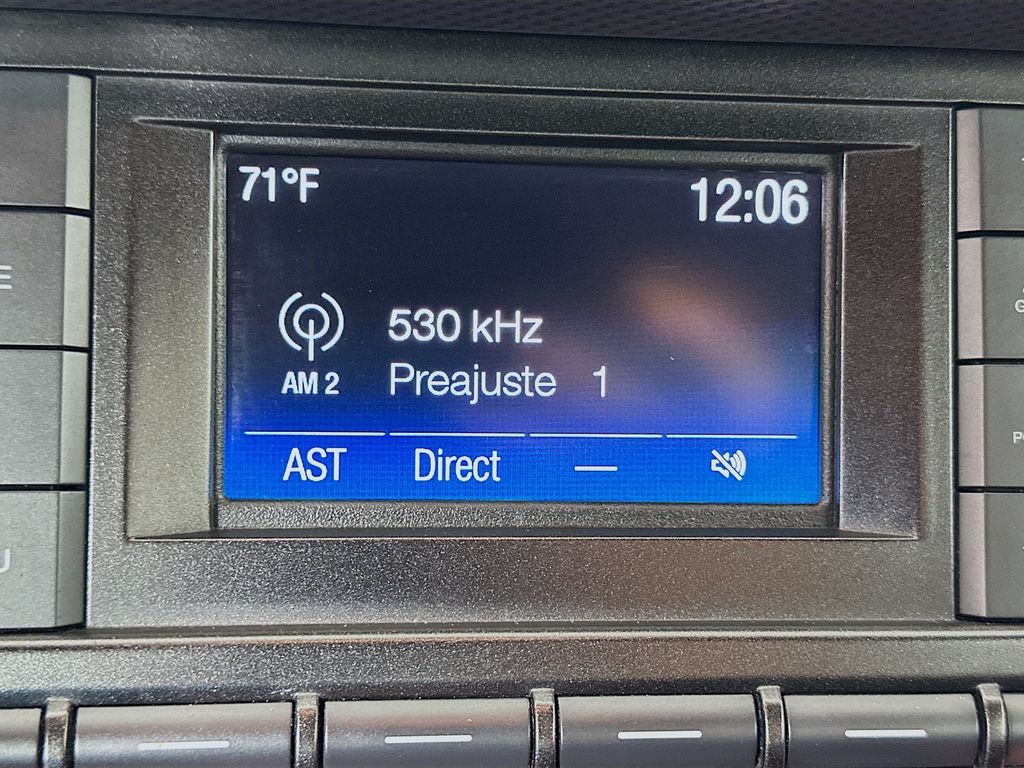 71°F 12:06
530 kHz
AM 2 Preajuste 1
AST Direct —